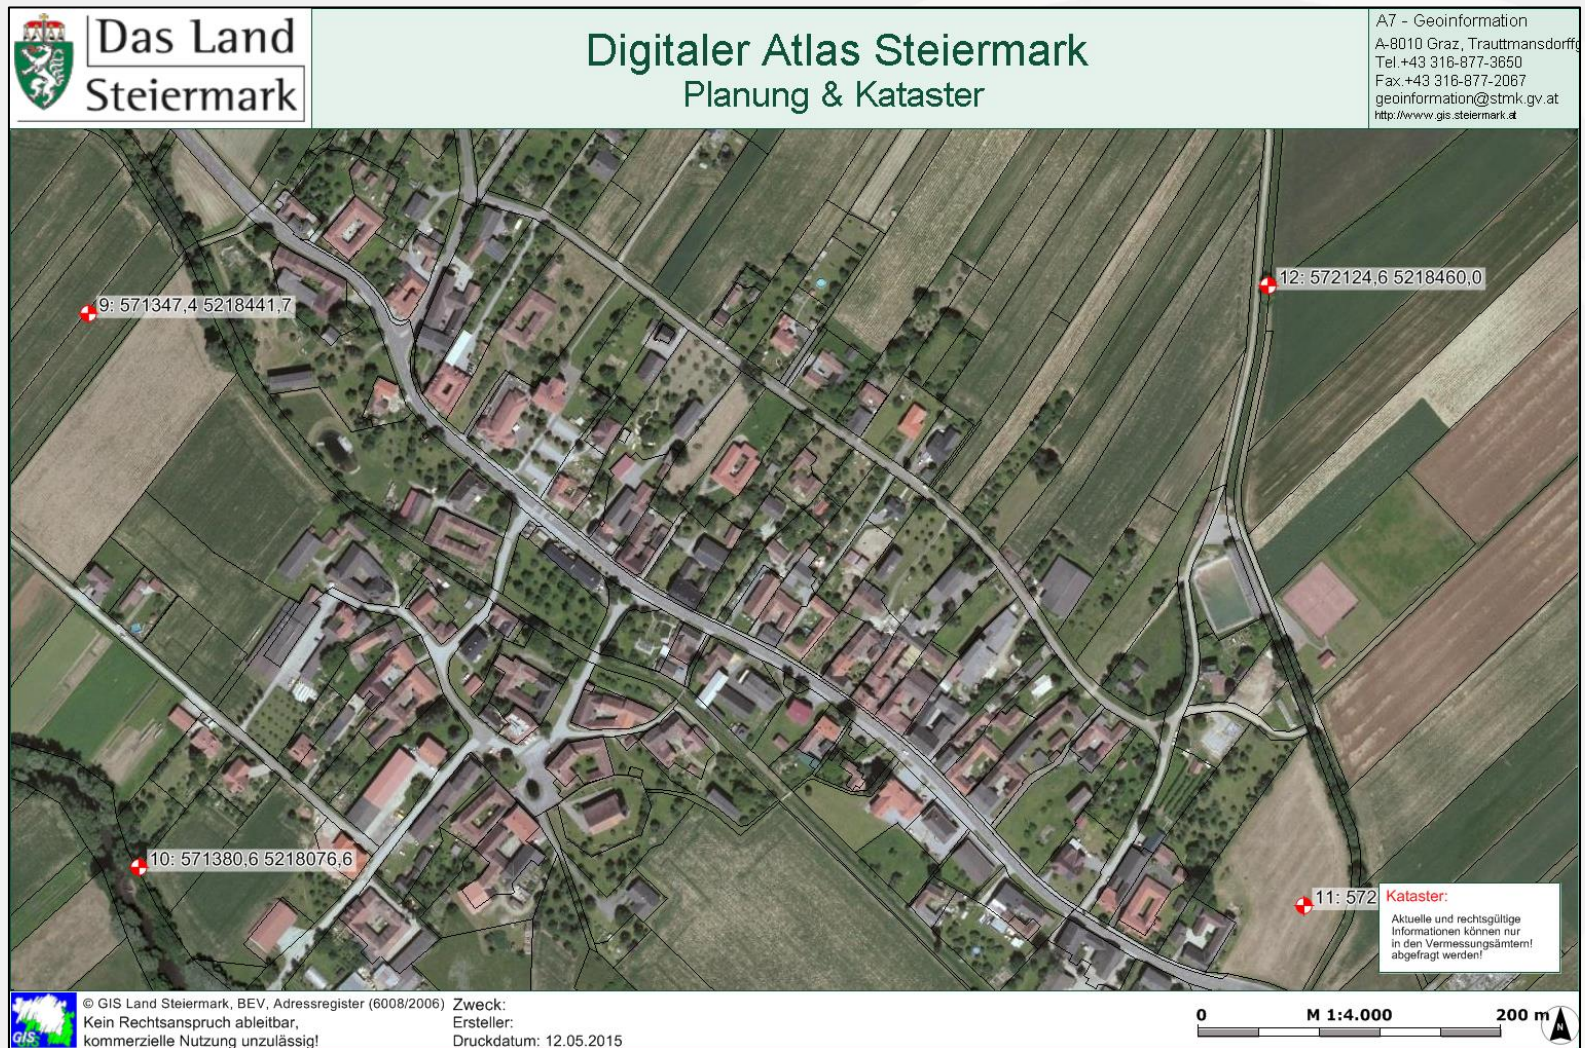 Das Land
Steiermark
Digitaler Atlas Steiermark
Planung & Kataster
A7 - Geoinformation
A-8010 Graz, Trauttmansdorffg
Tel.+43 316-877-3650
Fax.+43 316-877-2067
geoinformation@stmk.gv.at
http://www.gis.steiermark.at
12: 572124,6 5218460,0
9: 571347,4 5218441,7
10: 571380,6 5218076,6
11: 572
Kataster:
Aktuelle und rechtsgültige
Informationen können nur
in den Vermessungsämtern!
abgefragt werden!
GIS
© GIS Land Steiermark, BEV, Adressregister (6008/2006)
Kein Rechtsanspruch ableitbar,
kommerzielle Nutzung unzulässig!
Zweck:
Ersteller:
Druckdatum: 12.05.2015
0 M 1:4.000 200 m
N